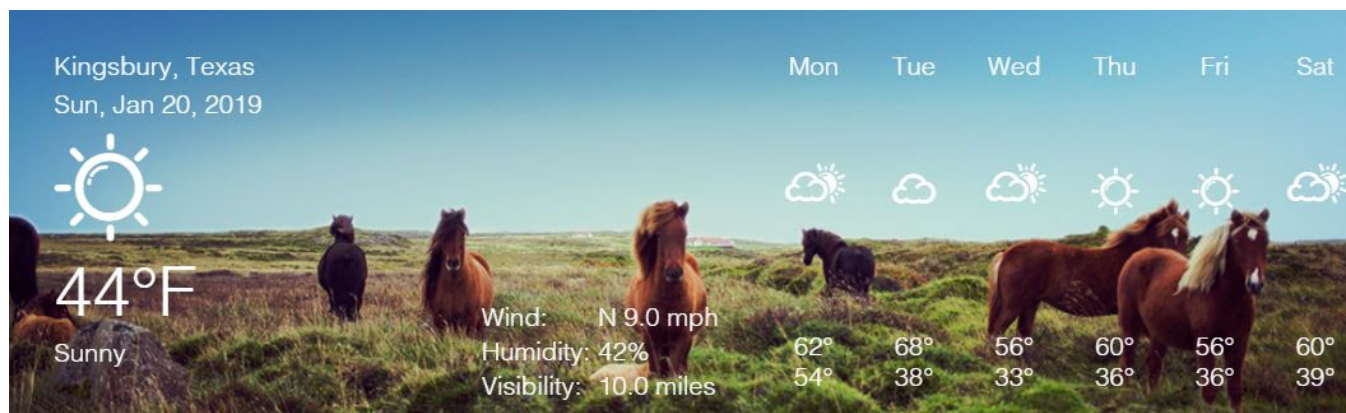 Kingsbury, Texas
Sun, Jan 20, 2019
44°F
Sunny
Wind: N 9.0 mph
Humidity: 42%
Visibility: 10.0 miles
Mon Tue Wed Thu Fri Sat
62° 68° 56° 60° 56° 60°
54° 38° 33° 36° 36° 39°